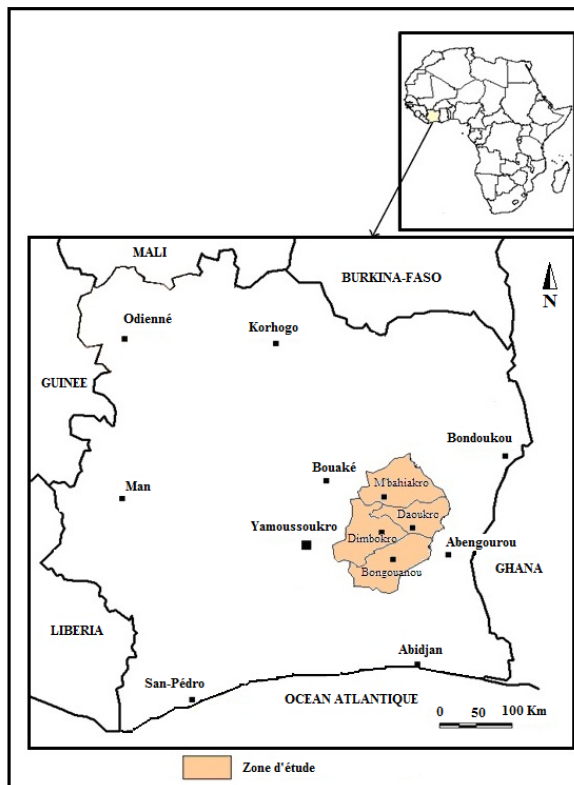 MALI
BURKINA-FASO
N
Odienné
Korhogo
GUINEE
Bondoukou
Bouaké
M'bahiakro
Man
Daoukro
Yamoussoukro
Dimbokro
Abengourou
Bongouanou
GHANA
LIBERIA
Abidjan
San-Pédro
OCEAN ATLANTIQUE
0 50 100 Km
Zone d'étude